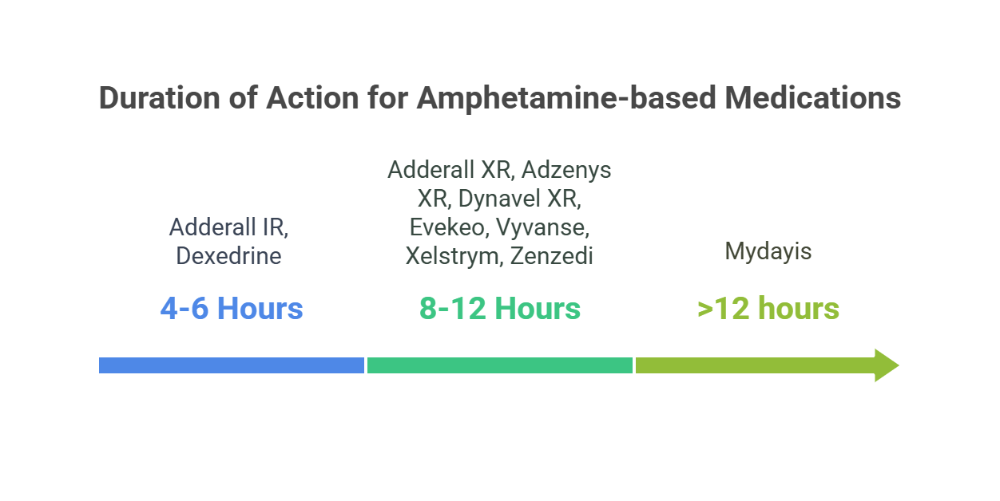 Duration of Action for Amphetamine-based Medications
Adderall IR,
Dexedrine
4-6 Hours
Adderall XR, Adzenys
XR, Dynavel XR,
Evekeo, Vyvanse,
Xelstrym, Zenzedi
8-12 Hours
Mydayis
>12 hours